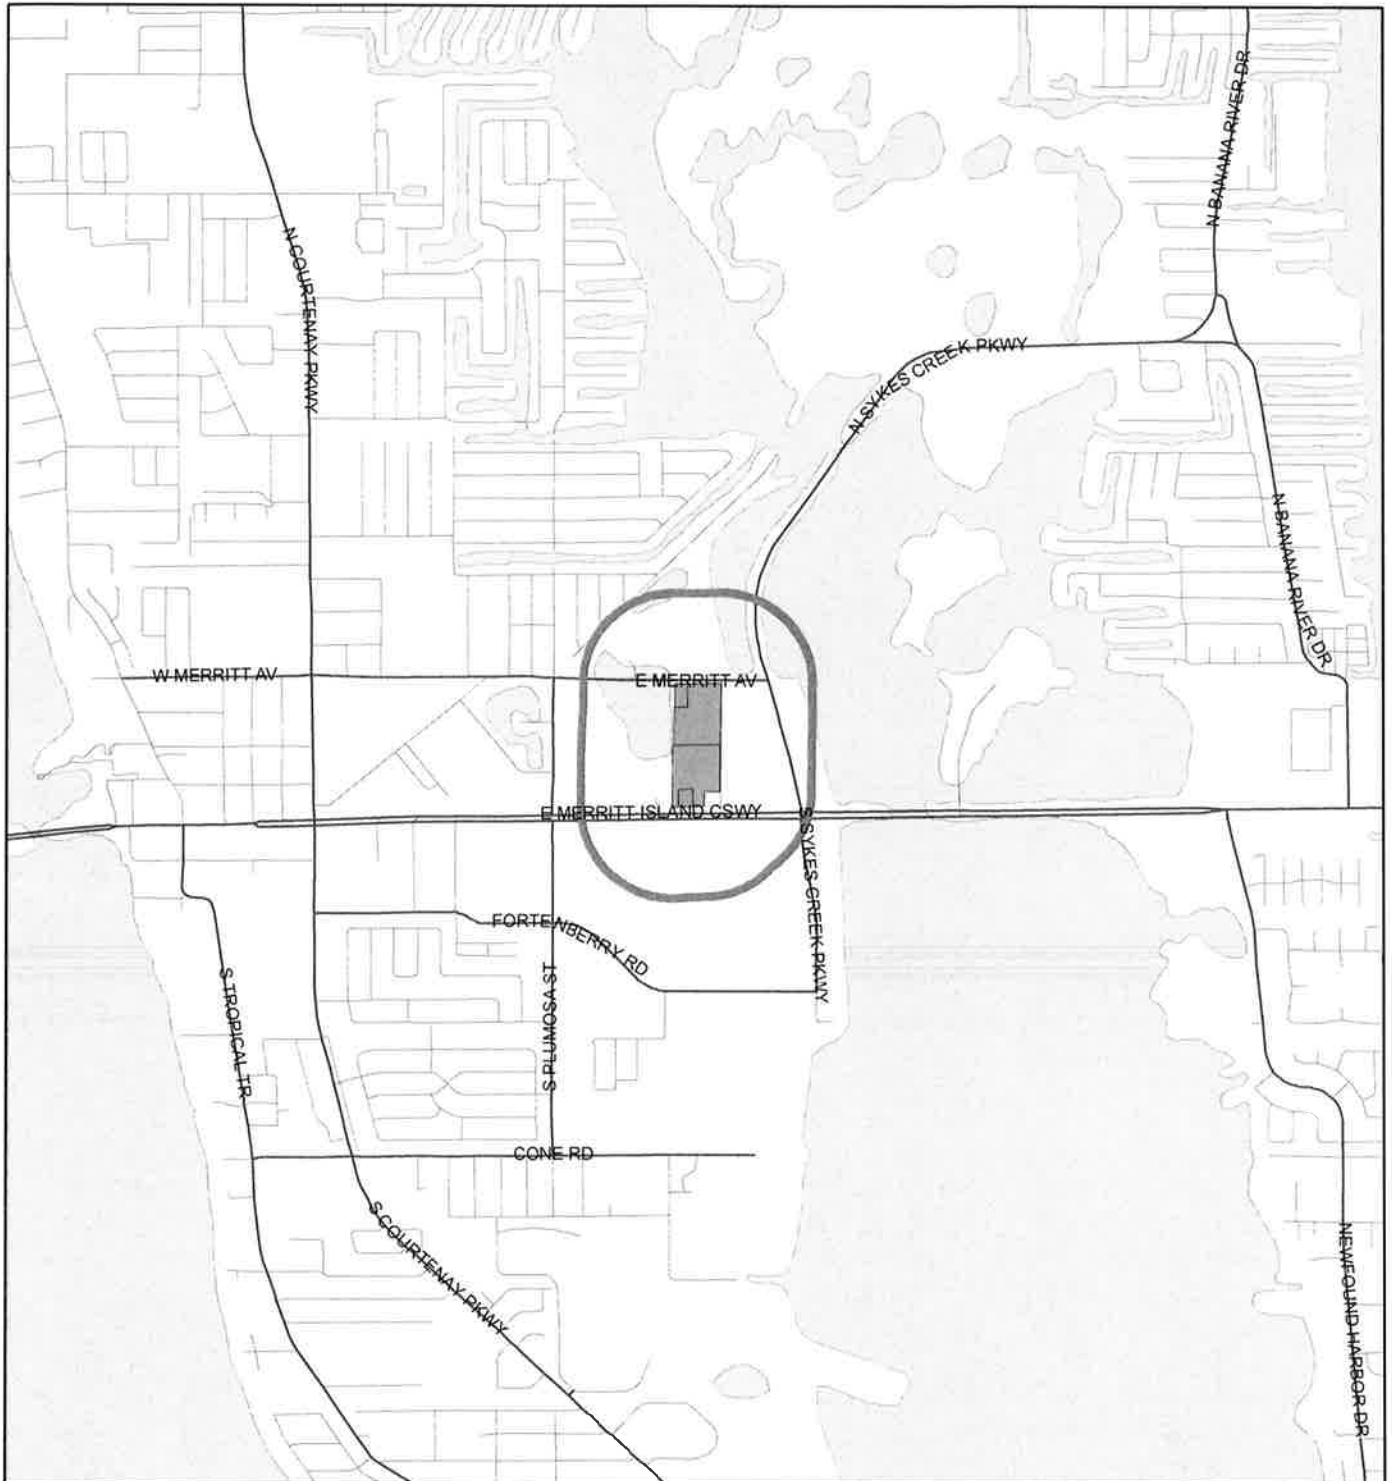 N BANANA RIVER DR
N COURTENAY PKWY
N SYKES CREEK PKWY
N BANANA RIVER DR
W MERRITT AV
E MERRITT AV
E MERRITT ISLAND CSWY
S SYKES CREEK PKWY
FORTENBERRY RD
S PLUMOSA ST
S TROPICAL TR
CONE RD
S COURTENAY PKWY
NEWFOUND HARBOR DR